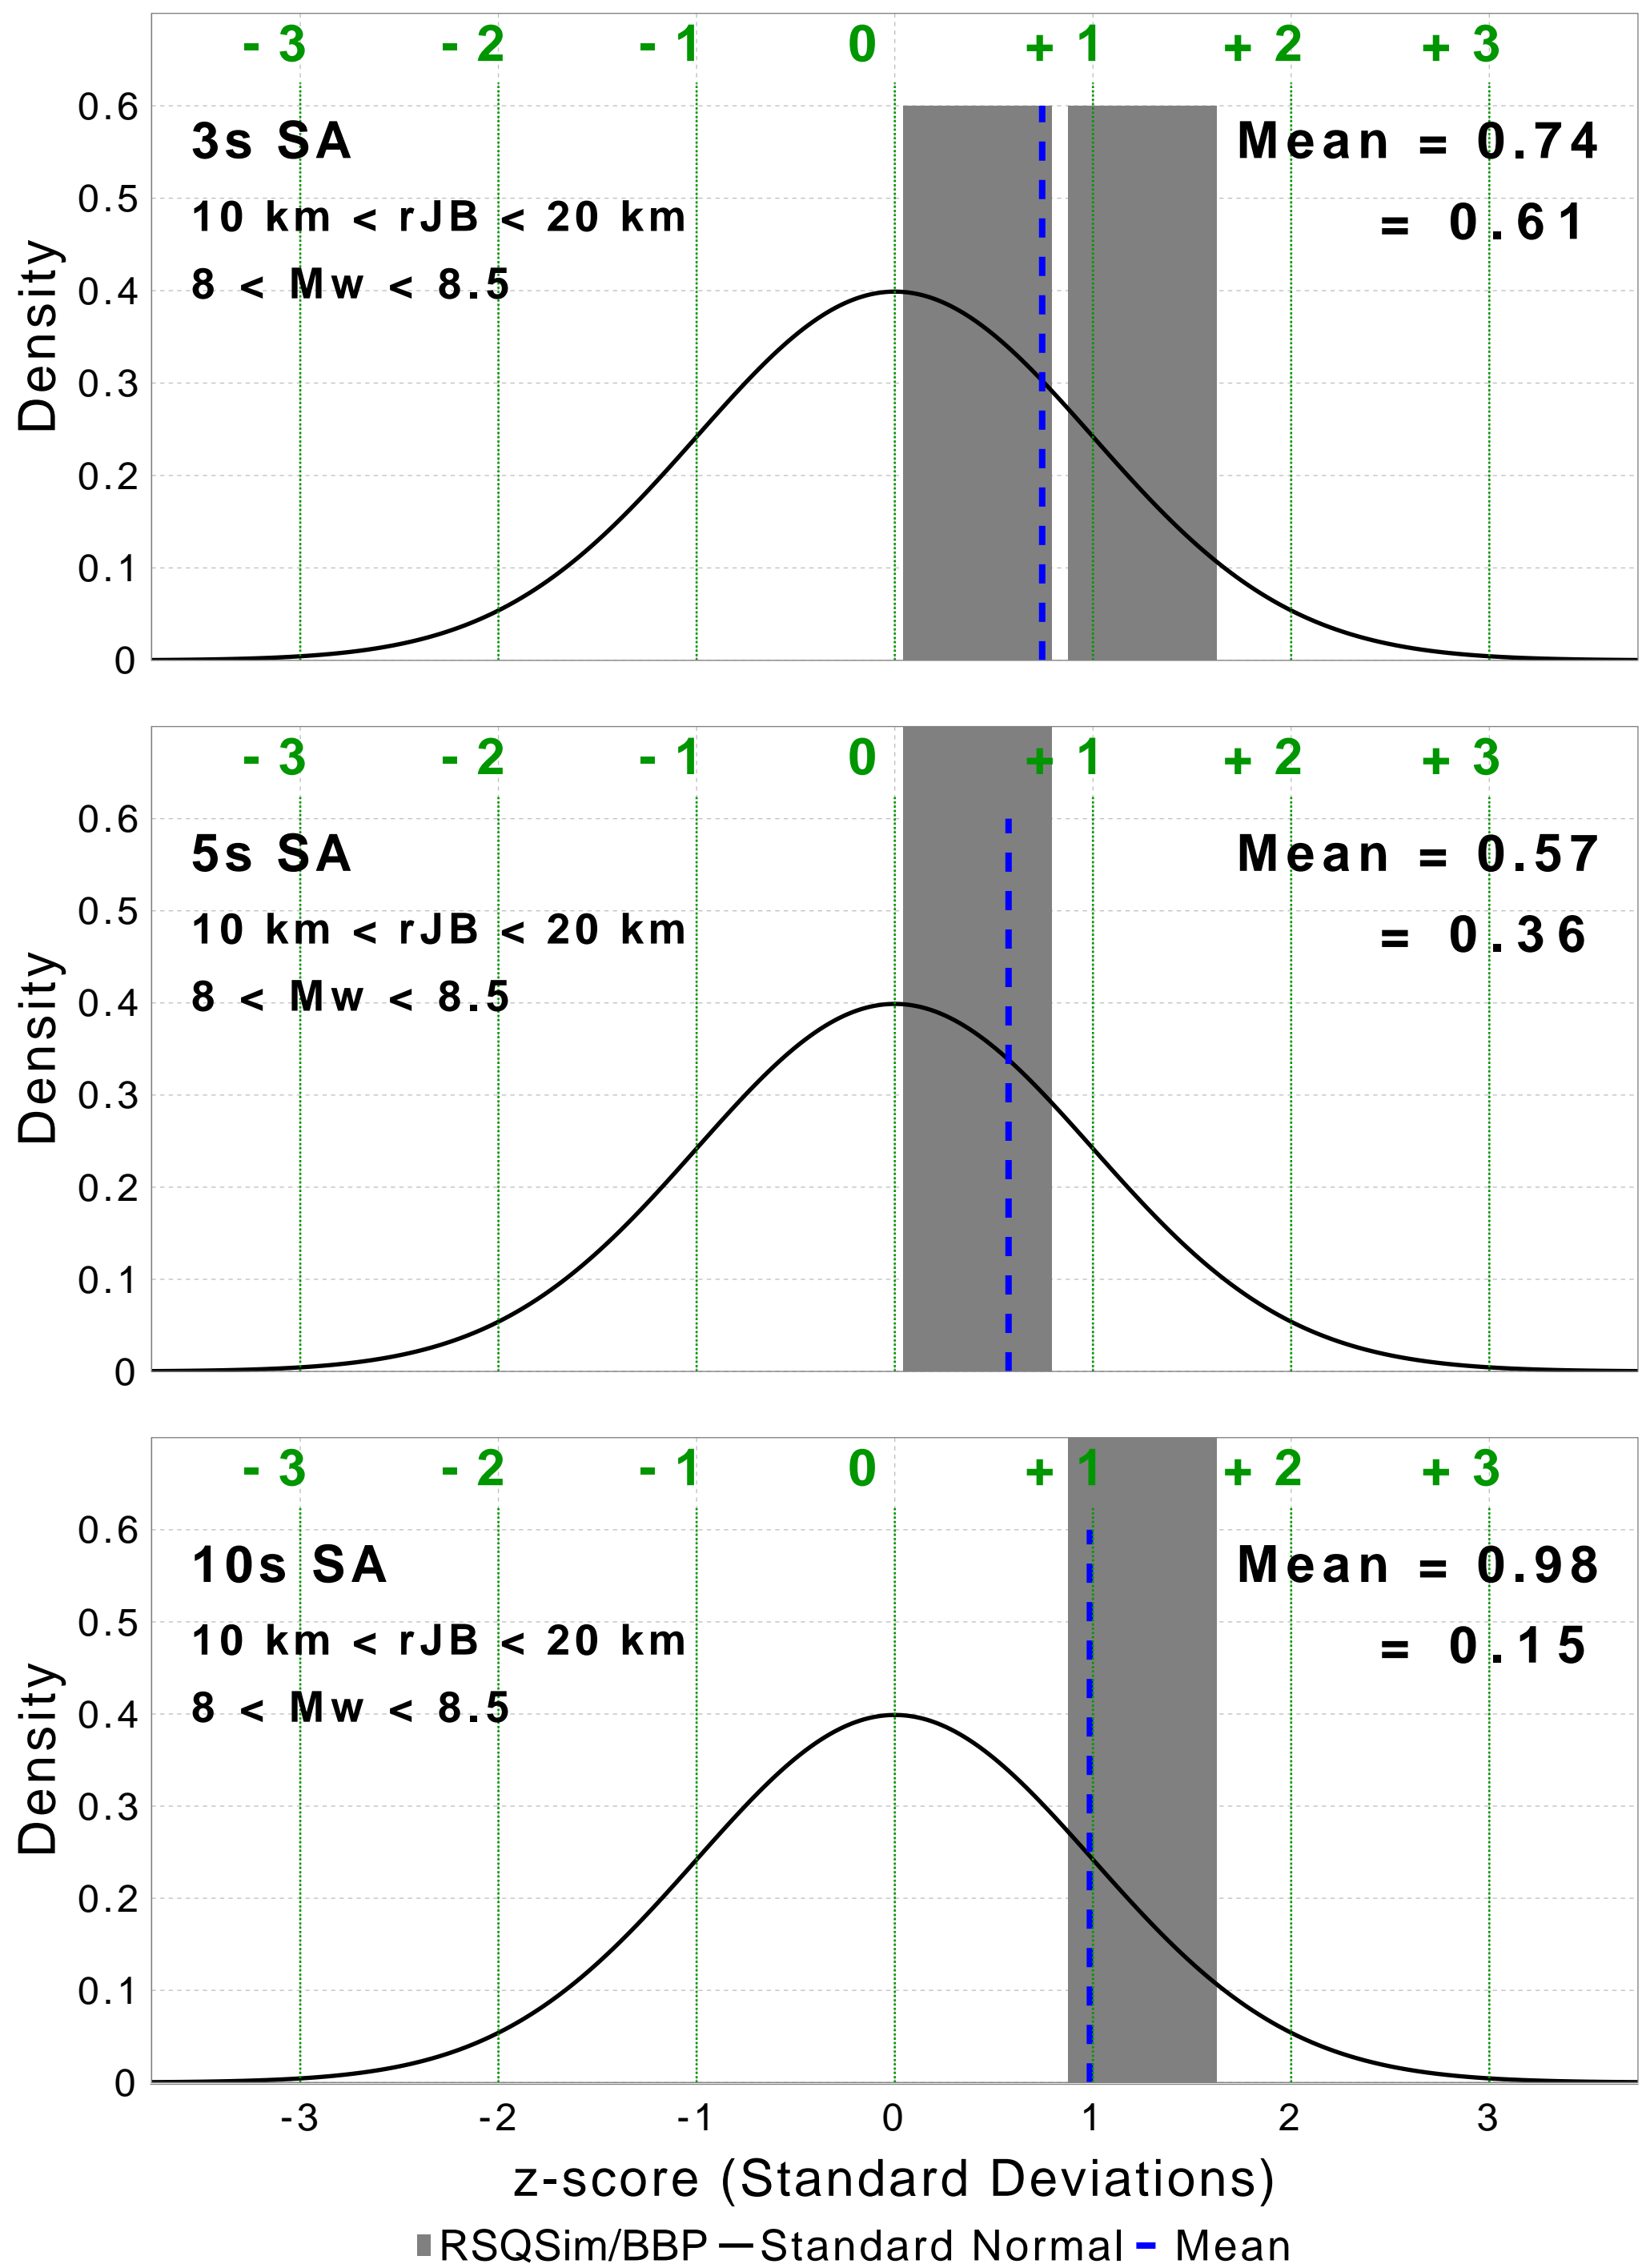 - 3 - 2 - 1 0 + 1 + 2 + 3
0.6
3s SA
Mean = 0.74
0.5
10 km < rJB < 20 km
= 0.61
0.4
8 < Mw < 8.5
Density
0.3
0.2
0.1
0
- 3 - 2 - 1 0 + 1 + 2 + 3
0.6
5s SA
Mean = 0.57
0.5
10 km < rJB < 20 km
= 0.36
0.4
8 < Mw < 8.5
Density
0.3
0.2
0.1
0
- 3 - 2 - 1 0 + 1 + 2 + 3
0.6
10s SA
Mean = 0.98
0.5
10 km < rJB < 20 km
= 0.15
0.4
8 < Mw < 8.5
Density
0.3
0.2
0.1
0
-3 -2 -1 0 1 2 3
z-score (Standard Deviations)
RSQSim/BBP Standard Normal Mean